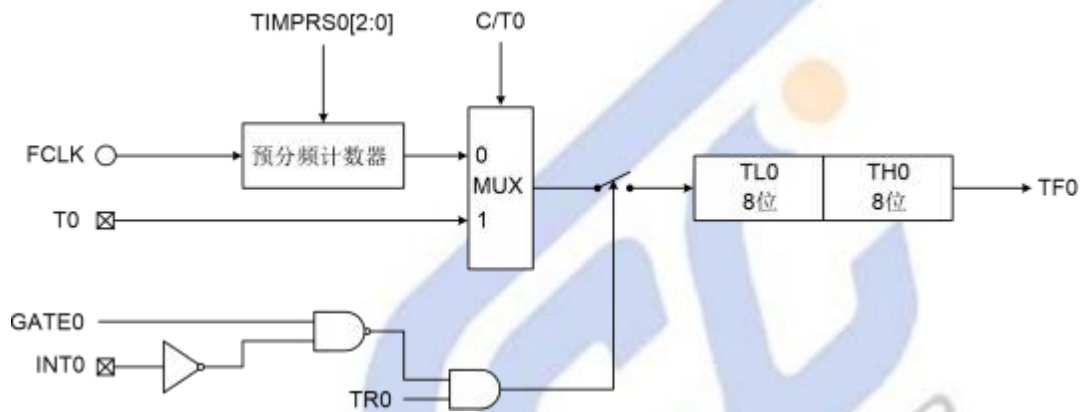 TIMPRS0[2:0]
C/T0
FCLK
预分频计数器
0
MUX
1
T0
TL0
8位
TH0
8位
TF0
GATE0
INT0
TR0